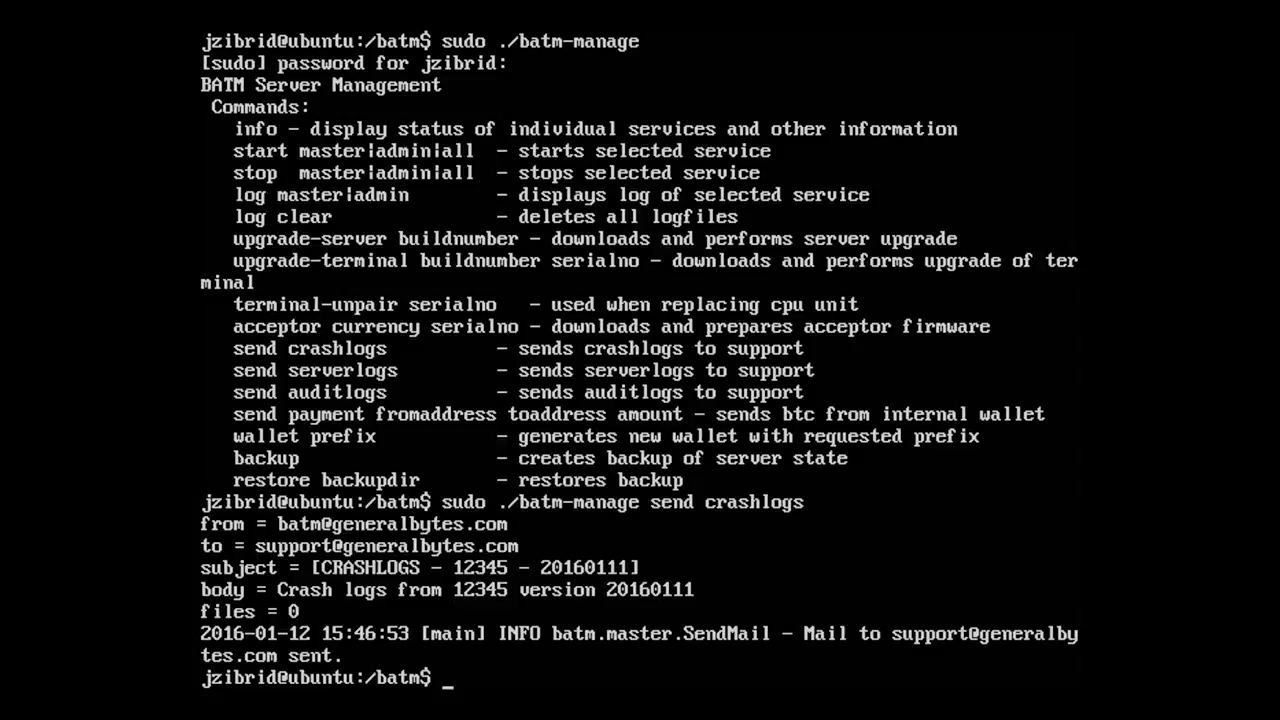 jzibrid@ubuntu:/batm$ sudo ./batm-manage
[sudo] password for jzibrid:
BATM Server Management
 Commands:
   info - display status of individual services and other information
   start master|admin|all  - starts selected service
   stop  master|admin|all  - stops selected service
   log master|admin        - displays log of selected service
   log clear               - deletes all logfiles
   upgrade-server buildnumber - downloads and performs server upgrade
   upgrade-terminal buildnumber serialno - downloads and performs upgrade of ter
minal
   terminal-unpair serialno   - used when replacing cpu unit
   acceptor currency serialno - downloads and prepares acceptor firmware
   send crashlogs          - sends crashlogs to support
   send serverlogs         - sends serverlogs to support
   send auditlogs          - sends auditlogs to support
   send payment fromaddress toaddress amount - sends btc from internal wallet
   wallet prefix           - generates new wallet with requested prefix
   backup                  - creates backup of server state
   restore backupdir       - restores backup
jzibrid@ubuntu:/batm$ sudo ./batm-manage send crashlogs
from = batm@generalbytes.com
to = support@generalbytes.com
subject = [CRASHLOGS - 12345 - 20160111]
body = Crash logs from 12345 version 20160111
files = 0
2016-01-12 15:46:53 [main] INFO batm.master.SendMail - Mail to support@generalby
tes.com sent.
jzibrid@ubuntu:/batm$ _